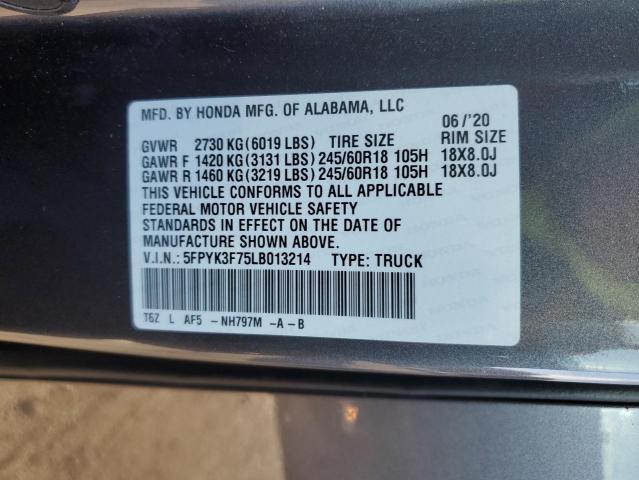 MFD. BY HONDA MFG. OF ALABAMA, LLC
06/'20
GVWR 2730 KG(6019 LBS) TIRE SIZE RIM SIZE
GAWR F 1420 KG(3131 LBS) 245/60R18 105H 18X8.0J
GAWR R 1460 KG(3219 LBS) 245/60R18 105H 18X8.0J
THIS VEHICLE CONFORMS TO ALL APPLICABLE
FEDERAL MOTOR VEHICLE SAFETY
STANDARDS IN EFFECT ON THE DATE OF
MANUFACTURE SHOWN ABOVE.
V.I.N.: 5FPYK3F75LB013214 TYPE: TRUCK
T6Z L AF5 -NH797M -A-B